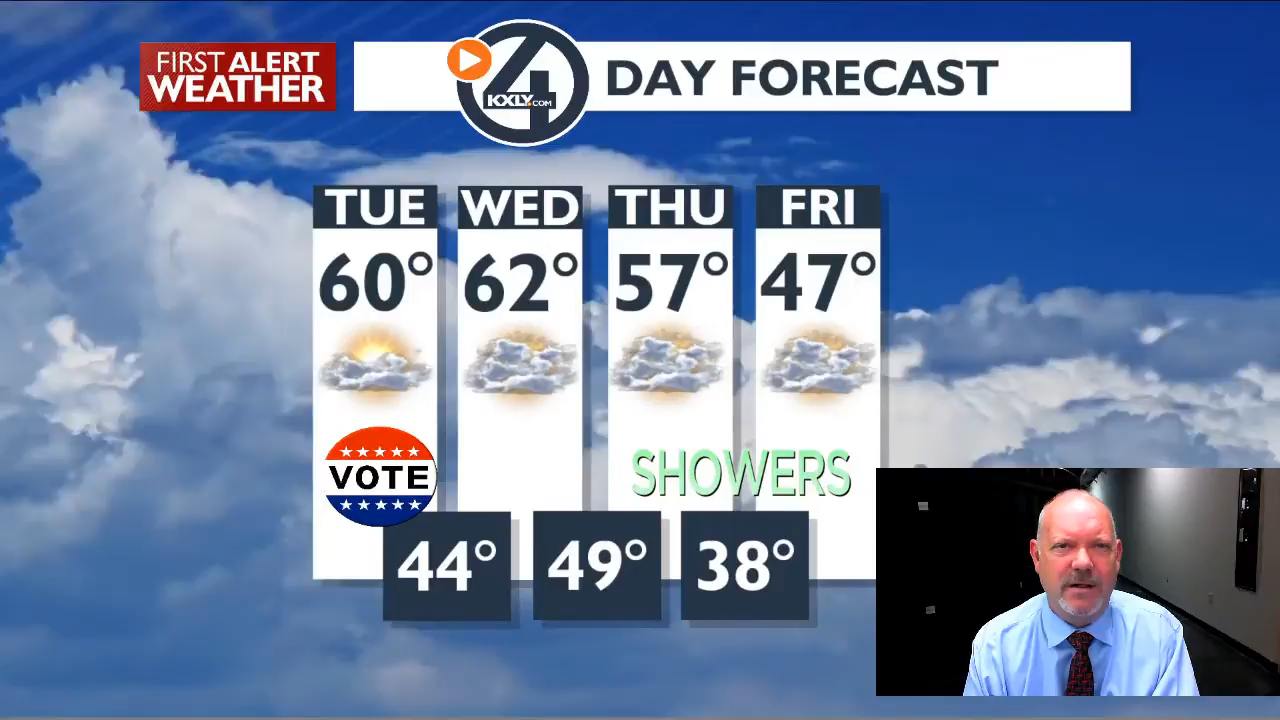 FIRST ALERT
WEATHER
4
KXLY.COM
DAY FORECAST
TUE WED THU FRI
60° 62° 57° 47°
VOTE
SHOWERS
44° 49° 38°